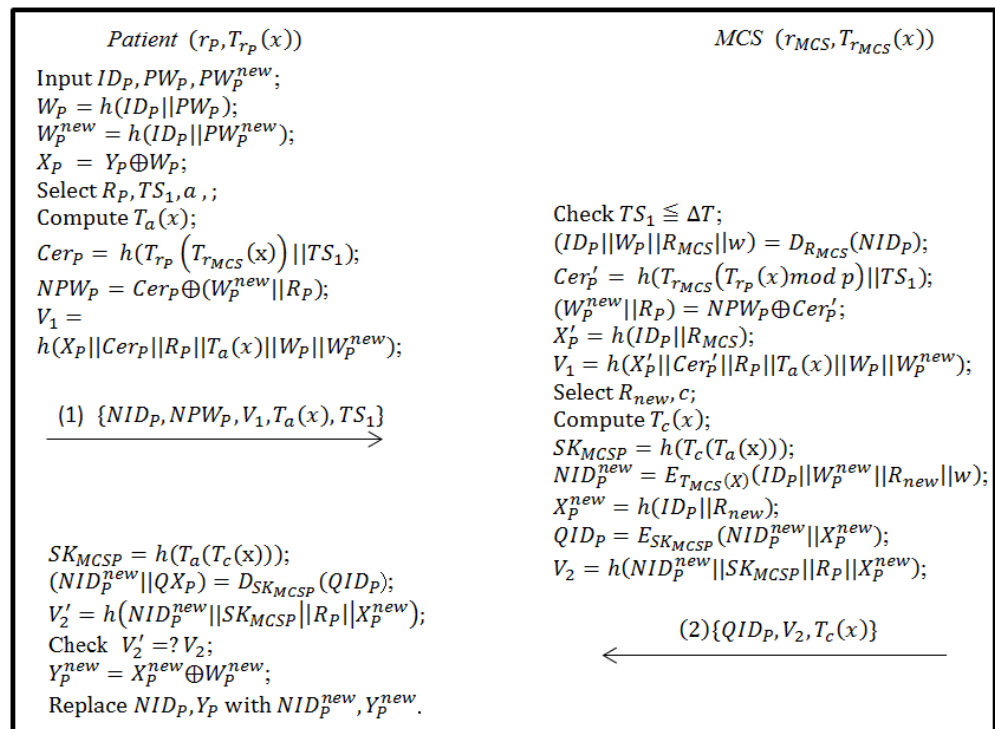 Patient (r_P,T_{r_P}(x))
Input ID_P,PW_P,PW_P^{new};
W_P = h(ID_P||PW_P);
W_P^{new} = h(ID_P||PW_P^{new});
X_P = Y_P⊕W_P;
Select R_P,TS_1,a ,;
Compute T_a(x);
Cer_P = h(T_{r_P}(T_{r_{MCS}}(x))||TS_1);
NPW_P = Cer_P⊕(W_P^{new}||R_P);
V_1 =
h(X_P||Cer_P||R_P||T_a(x)||W_P||W_P^{new});
(1) {NID_P,NPW_P,V_1,T_a(x),TS_1}
MCS (r_{MCS},T_{r_{MCS}}(x))
Check TS_1 ≦ ΔT;
(ID_P||W_P||R_{MCS}||w) = D_{R_{MCS}}(NID_P);
Cer_P' = h(T_{r_{MCS}}(T_{r_P}(x)mod p)||TS_1);
(W_P^{new}||R_P) = NPW_P⊕Cer_P';
X_P' = h(ID_P||R_{MCS});
V_1 = h(X_P'||Cer_P'||R_P||T_a(x)||W_P||W_P^{new});
Select R_{new},c;
Compute T_c(x);
SK_{MCSP} = h(T_c(T_a(x)));
NID_P^{new} = E_{T_{MCS}(X)}(ID_P||W_P^{new}||R_{new}||w);
X_P^{new} = h(ID_P||R_{new});
QID_P = E_{SK_{MCSP}}(NID_P^{new}||X_P^{new});
V_2 = h(NID_P^{new}||SK_{MCSP}||R_P||X_P^{new});
(2){QID_P,V_2,T_c(x)}
SK_{MCSP} = h(T_a(T_c(x)));
(NID_P^{new}||QX_P) = D_{SK_{MCSP}}(QID_P);
V_2' = h(NID_P^{new}||SK_{MCSP}||R_P||X_P^{new});
Check V_2' =? V_2;
Y_P^{new} = X_P^{new}⊕W_P^{new};
Replace NID_P,Y_P with NID_P^{new},Y_P^{new}.